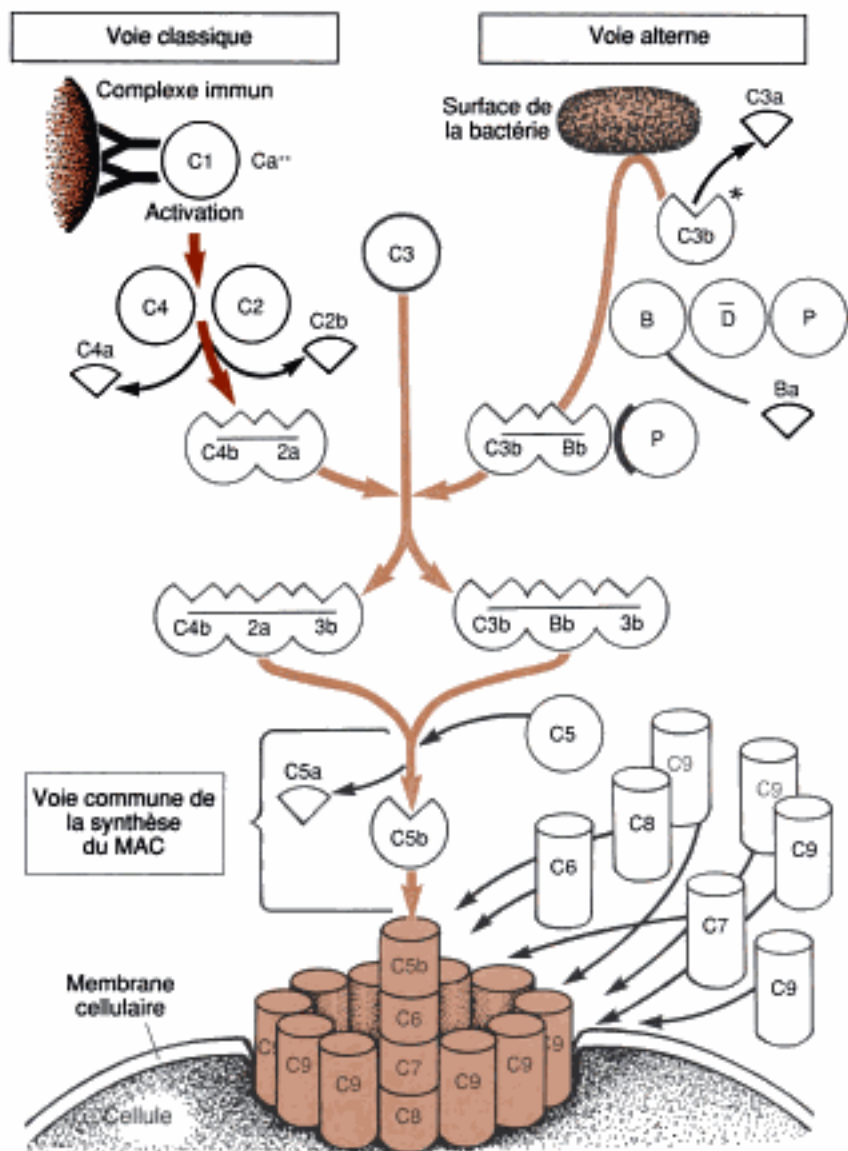 Voie classique
Voie alterne
Complexe immun
C1
Ca++
Activation
Surface de
la bactérie
C3a
C3b
*
C3
C4
C2
C4a
C2b
C4b 2a
B
D̅
P
Ba
C3b Bb
P
C4b 2a 3b
C3b Bb 3b
Voie commune de
la synthèse
du MAC
C5
C5a
C5b
C9
C9
C8
C6
C9
C7
C9
Membrane
cellulaire
C5b
C6
C7
C8
C9
C9
C9
C9
C9
Cellule